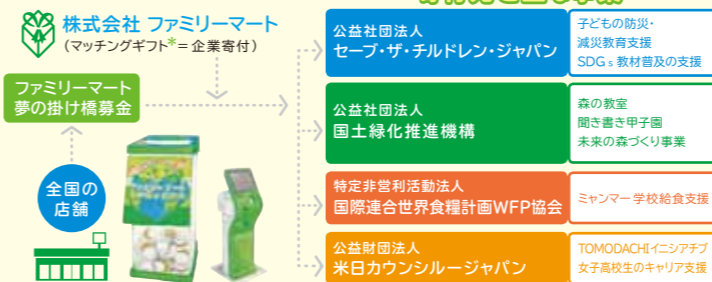 株式会社 ファミリーマート
（マッチングギフト*＝企業寄付）
ファミリーマート
夢の掛け橋募金
全国の
店舗
公益社団法人
セーブ・ザ・チルドレン・ジャパン
子どもの防災・
減災教育支援
SDGs 教材普及の支援
公益社団法人
国土緑化推進機構
森の教室
聞き書き甲子園
未来の森づくり事業
特定非営利活動法人
国際連合世界食糧計画WFP協会
ミャンマー 学校給食支援
公益財団法人
米日カウンシルージャパン
TOMODACHIイニシアチブ
女子高校生のキャリア支援